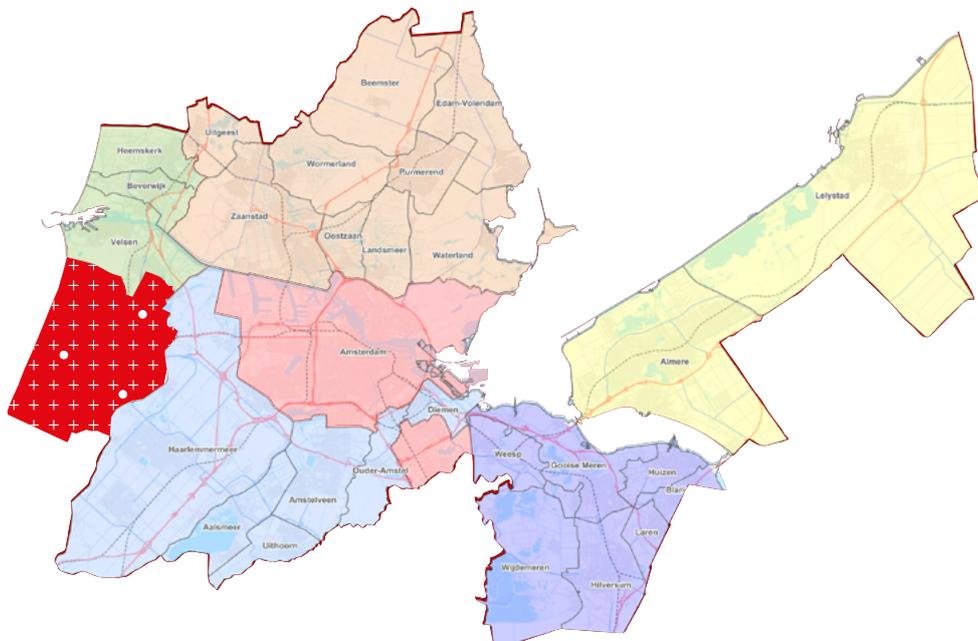 Beemster
Edam-Volendam
Uitgeest
Heemskerk
Wormerland
Purmerend
Beverwijk
Lelystad
Zaanstad
Oostzaan
Velsen
Landsmeer
Waterland
Amsterdam
Almere
Diemen
Haarlemmermeer
Weesp
Gooise Meren
Ouder-Amstel
Huizen
Blar
Amstelveen
Aalsmeer
Laren
Uithoorn
Wijdemeren
Hilversum